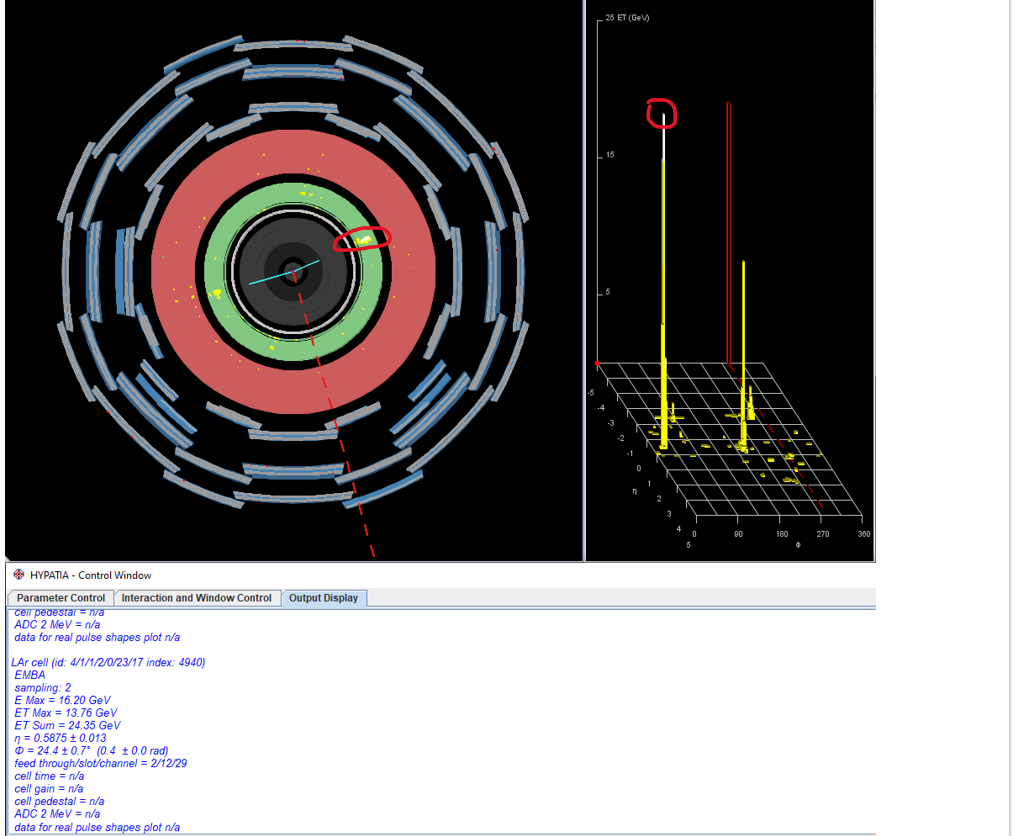 25 ET (GeV)
15
5
-5
-4
-3
-2
-1
0
η
1
2
3
4
5
0 90 180 270 360
Φ
HYPATIA - Control Window
Parameter Control Interaction and Window Control Output Display
cell pedestal = n/a
ADC 2 MeV = n/a
data for real pulse shapes plot n/a
LAr cell (id: 4/1/1/2/0/23/17 index: 4940)
EMBA
sampling: 2
E Max = 16.20 GeV
ET Max = 13.76 GeV
ET Sum = 24.35 GeV
η = 0.5875 ± 0.013
Φ = 24.4 ± 0.7° (0.4 ± 0.0 rad)
feed through/slot/channel = 2/12/29
cell time = n/a
cell gain = n/a
cell pedestal = n/a
ADC 2 MeV = n/a
data for real pulse shapes plot n/a